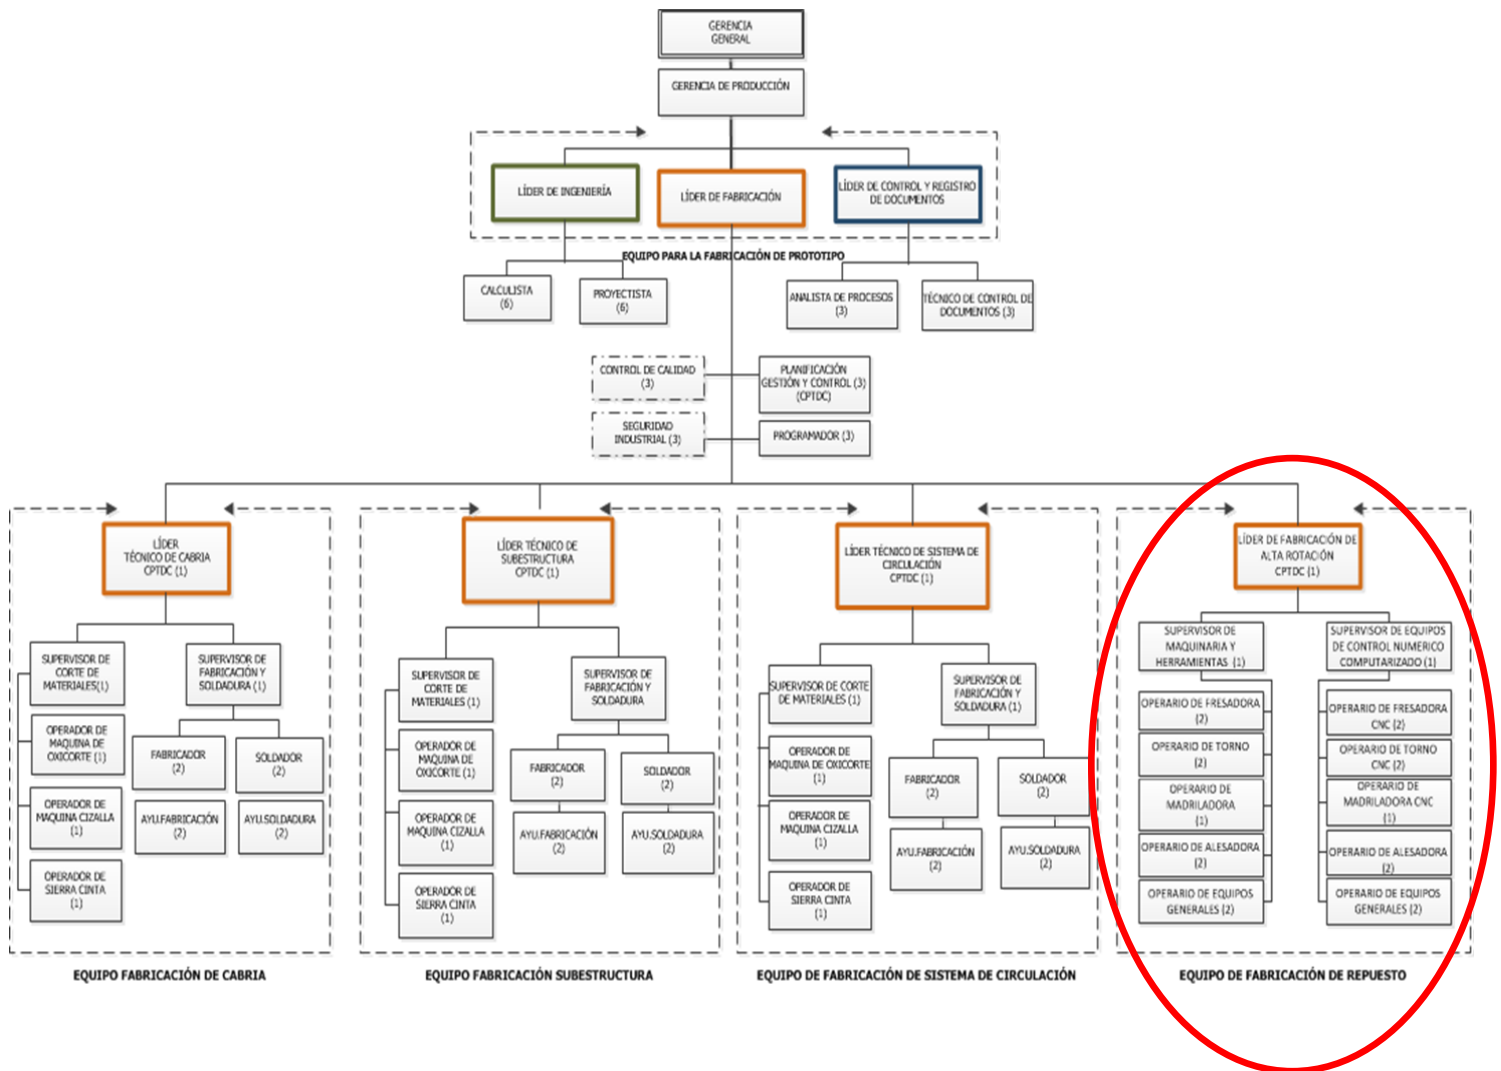 GERENCIA
GENERAL
GERENCIA DE PRODUCCIÓN
LÍDER DE INGENIERÍA
LÍDER DE FABRICACIÓN
LÍDER DE CONTROL Y REGISTRO
DE DOCUMENTOS
EQUIPO PARA LA FABRICACIÓN DE PROTOTIPO
CALCULISTA
(6)
PROYECTISTA
(6)
ANALISTA DE PROCESOS
(3)
TÉCNICO DE CONTROL DE
DOCUMENTOS (3)
CONTROL DE CALIDAD
(3)
PLANIFICACIÓN
GESTIÓN Y CONTROL (3)
(CPTDC)
SEGURIDAD
INDUSTRIAL (3)
PROGRAMADOR (3)
LÍDER
TÉCNICO DE CABRIA
CPTDC (1)
SUPERVISOR DE
CORTE DE
MATERIALES(1)
SUPERVISOR DE
FABRICACIÓN Y
SOLDADURA (1)
OPERADOR DE
MAQUINA DE
OXICORTE (1)
FABRICADOR
(2)
SOLDADOR
(2)
OPERADOR DE
MAQUINA CIZALLA
(1)
AYU.FABRICACIÓN
(2)
AYU.SOLDADURA
(2)
OPERADOR DE
SIERRA CINTA
(1)
EQUIPO FABRICACIÓN DE CABRIA
LÍDER TÉCNICO DE
SUBESTRUCTURA
CPTDC (1)
SUPERVISOR DE
CORTE DE
MATERIALES (1)
SUPERVISOR DE
FABRICACIÓN Y
SOLDADURA
OPERADOR DE
MAQUINA DE
OXICORTE (1)
FABRICADOR
(2)
SOLDADOR
(2)
OPERADOR DE
MAQUINA CIZALLA
(1)
AYU.FABRICACIÓN
(2)
AYU.SOLDADURA
(2)
OPERADOR DE
SIERRA CINTA
(1)
EQUIPO FABRICACIÓN SUBESTRUCTURA
LÍDER TÉCNICO DE SISTEMA DE
CIRCULACIÓN
CPTDC (1)
SUPERVISOR DE CORTE
DE MATERIALES (1)
SUPERVISOR DE
FABRICACIÓN Y
SOLDADURA (1)
OPERADOR DE
MAQUINA DE OXICORTE
(1)
FABRICADOR
(2)
SOLDADOR
(2)
OPERADOR DE
MAQUINA CIZALLA
(1)
AYU.FABRICACIÓN
(2)
AYU.SOLDADURA
(2)
OPERADOR DE
SIERRA CINTA
(1)
EQUIPO DE FABRICACIÓN DE SISTEMA DE CIRCULACIÓN
LÍDER DE FABRICACIÓN DE
ALTA ROTACIÓN
CPTDC (1)
SUPERVISOR DE
MAQUINARIA Y
HERRAMIENTAS (1)
SUPERVISOR DE EQUIPOS
DE CONTROL NUMERICO
COMPUTARIZADO (1)
OPERARIO DE FRESADORA
(2)
OPERARIO DE FRESADORA
CNC (2)
OPERARIO DE TORNO
(2)
OPERARIO DE TORNO
CNC (2)
OPERARIO DE
MADRILADORA
(1)
OPERARIO DE
MADRILADORA CNC
(1)
OPERARIO DE ALESADORA
(2)
OPERARIO DE ALESADORA
(2)
OPERARIO DE EQUIPOS
GENERALES (2)
OPERARIO DE EQUIPOS
GENERALES (2)
EQUIPO DE FABRICACIÓN DE REPUESTO